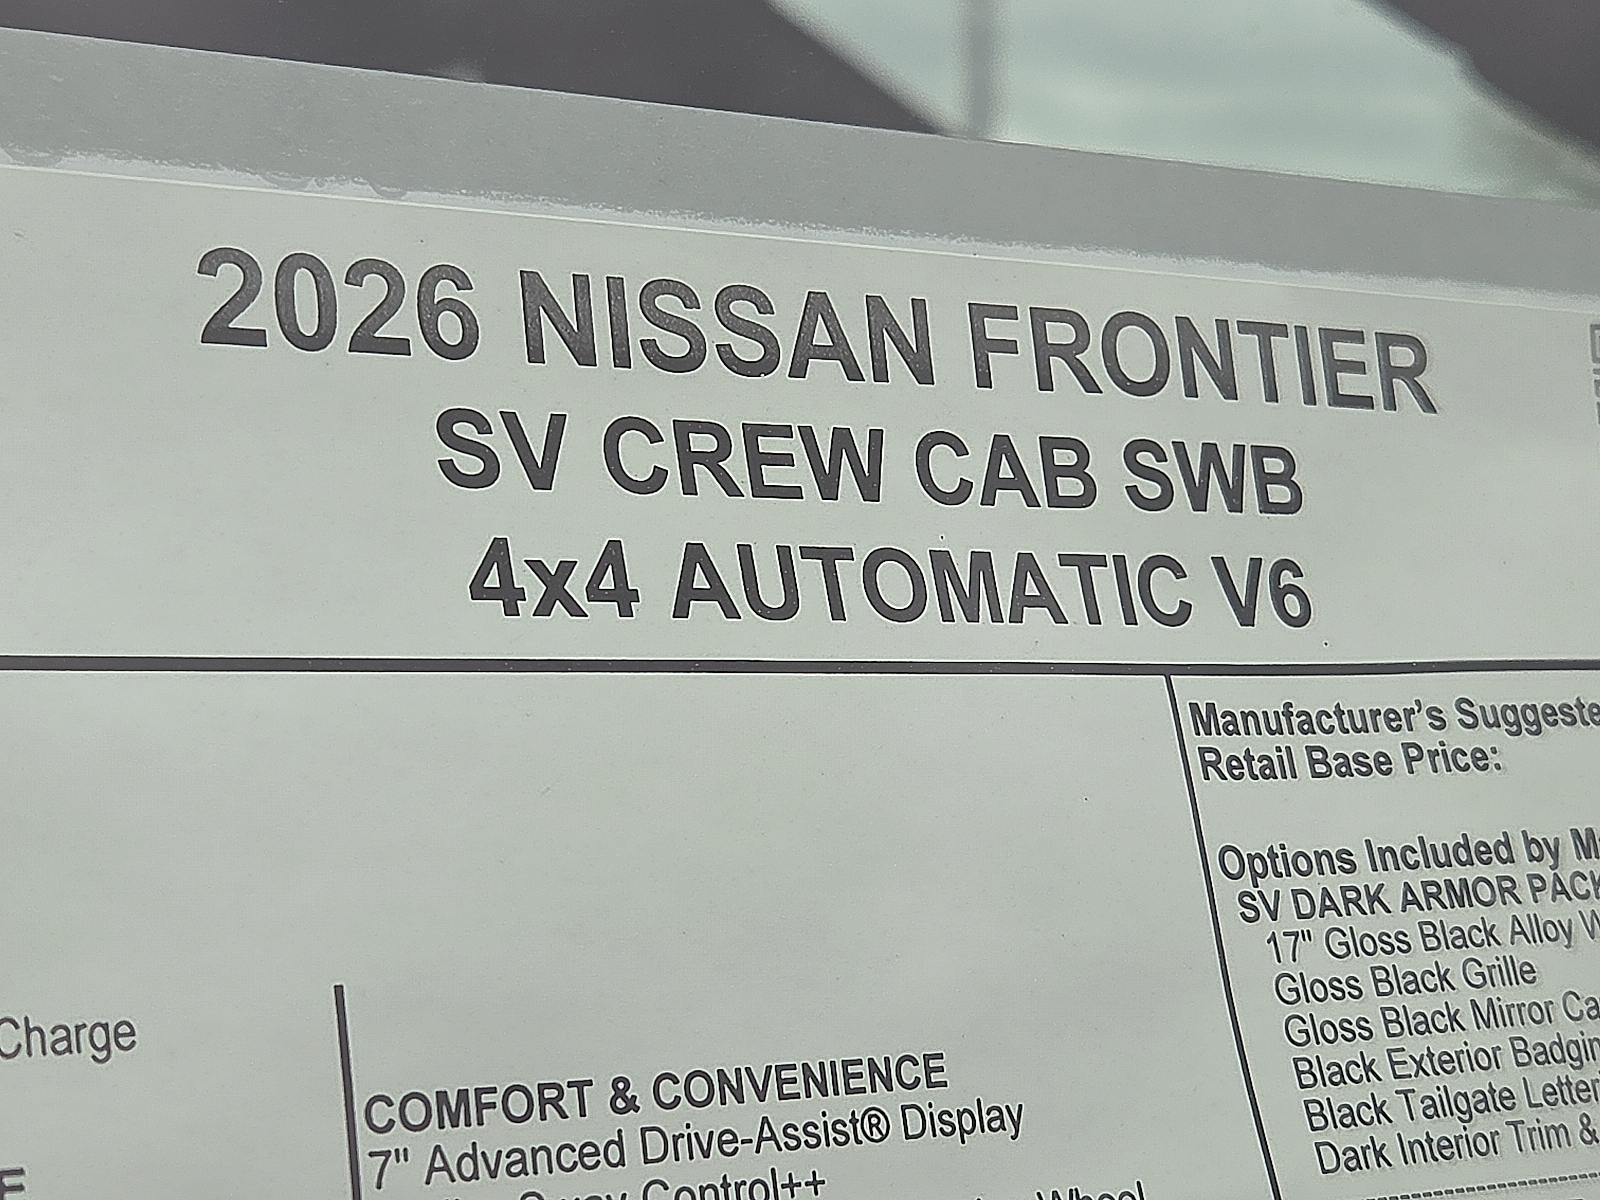 2026 NISSAN FRONTIER
SV CREW CAB SWB
4x4 AUTOMATIC V6
Manufacturer's Suggeste
Retail Base Price:
Options Included by M
SV DARK ARMOR PACK
17" Gloss Black Alloy W
Gloss Black Grille
Gloss Black Mirror Ca
Black Exterior Badgin
Black Tailgate Letter
Dark Interior Trim &
Charge
COMFORT & CONVENIENCE
7" Advanced Drive-Assist® Display
Control++
Wheel